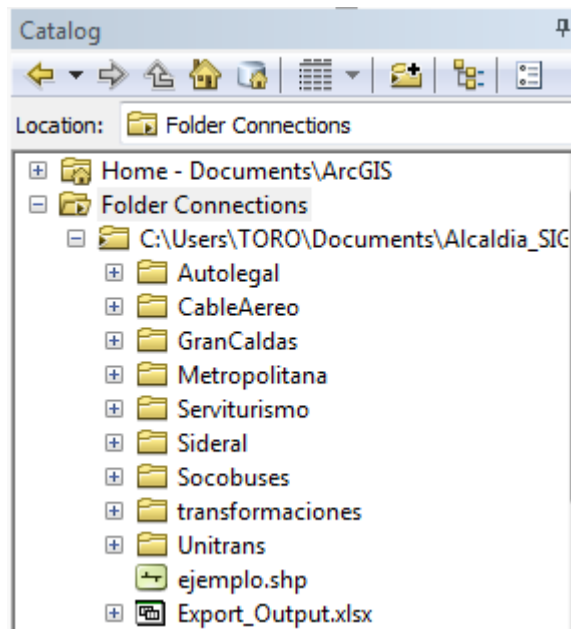 Catalog
Location: Folder Connections
Home - Documents\ArcGIS
Folder Connections
C:\Users\TORO\Documents\Alcaldia_SIG
Autolegal
CableAereo
GranCaldas
Metropolitana
Serviturismo
Sideral
Socobuses
transformaciones
Unitrans
ejemplo.shp
Export_Output.xlsx